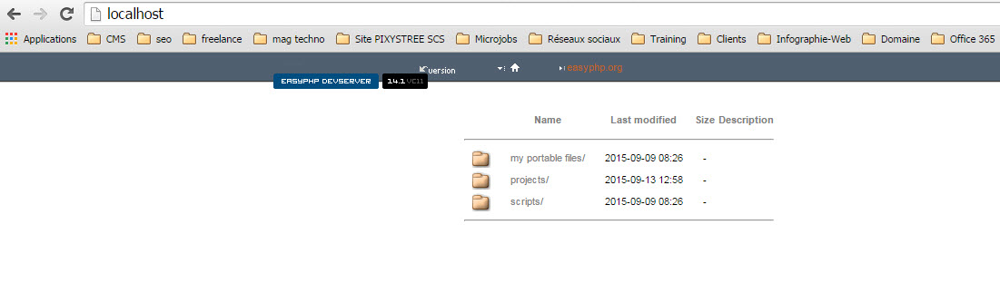 localhost
Applications CMS seo freelance mag techno Site PIXYSTREE SCS Microjobs Réseaux sociaux Training Clients Infographie-Web Domaine Office 365
version easyphp.org
EASYPHP DEVSERVER 14.1 VC11
Name Last modified Size Description
my portable files/ 2015-09-09 08:26 -
projects/ 2015-09-13 12:58 -
scripts/ 2015-09-09 08:26 -